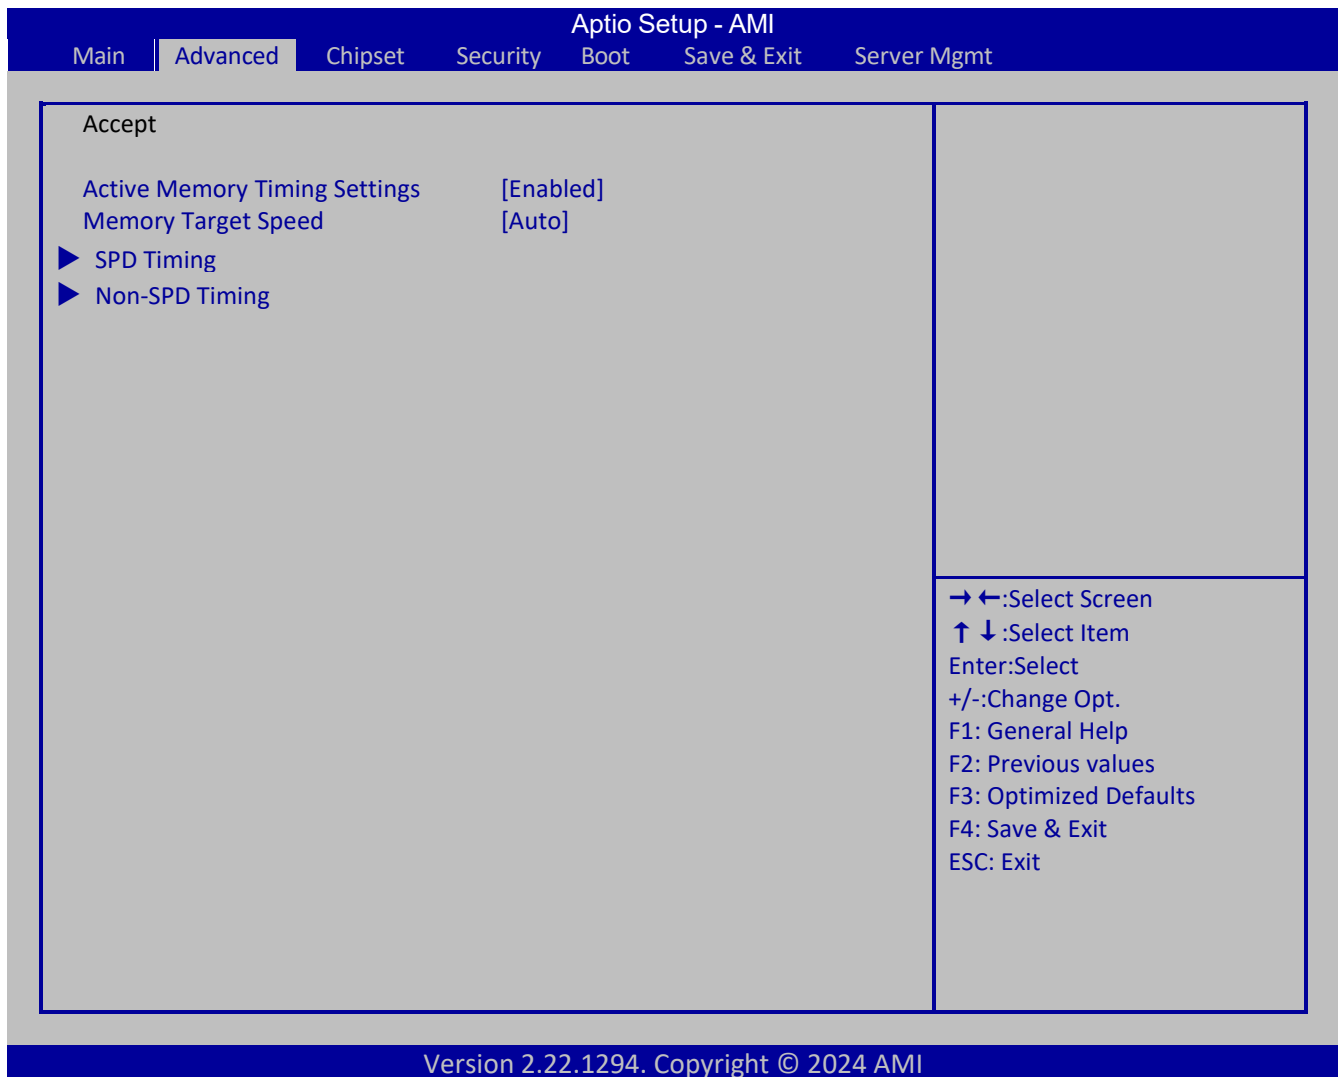 Aptio Setup - AMI
Main Advanced Chipset Security Boot Save & Exit Server Mgmt
Accept
Active Memory Timing Settings [Enabled]
Memory Target Speed [Auto]
▶ SPD Timing
▶ Non-SPD Timing
→←:Select Screen
↑↓:Select Item
Enter:Select
+/-:Change Opt.
F1: General Help
F2: Previous values
F3: Optimized Defaults
F4: Save & Exit
ESC: Exit
Version 2.22.1294. Copyright © 2024 AMI